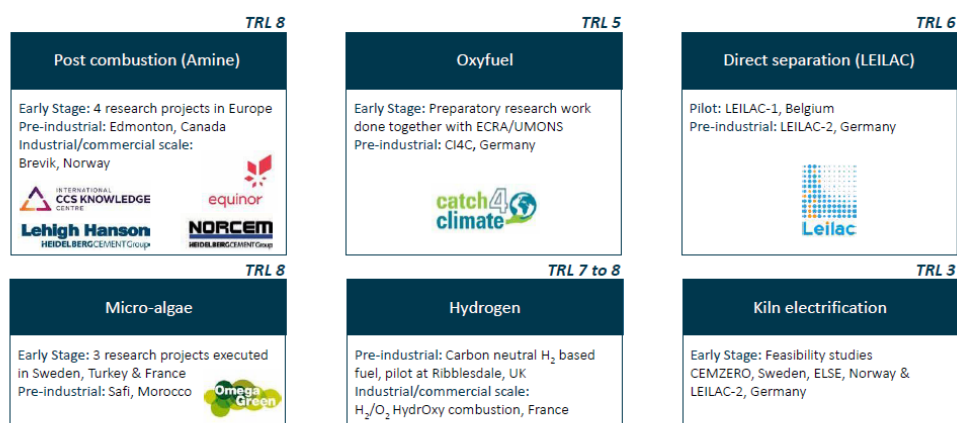 TRL 8
Post combustion (Amine)
Early Stage: 4 research projects in Europe
Pre-industrial: Edmonton, Canada
Industrial/commercial scale:
Brevik, Norway
INTERNATIONAL
CCS KNOWLEDGE
CENTRE
equinor
Lehigh Hanson
HEIDELBERGCEMENTGroup
NORCEM
HEIDELBERGCEMENTGroup
TRL 5
Oxyfuel
Early Stage: Preparatory research work
done together with ECRA/UMONS
Pre-industrial: CI4C, Germany
catch4
climate
TRL 6
Direct separation (LEILAC)
Pilot: LEILAC-1, Belgium
Pre-industrial: LEILAC-2, Germany
Leilac
TRL 8
Micro-algae
Early Stage: 3 research projects executed
in Sweden, Turkey & France
Pre-industrial: Safi, Morocco
Omega
Green
TRL 7 to 8
Hydrogen
Pre-industrial: Carbon neutral H₂ based
fuel, pilot at Ribblesdale, UK
Industrial/commercial scale:
H₂/O₂ HydrOxy combustion, France
TRL 3
Kiln electrification
Early Stage: Feasibility studies
CEMZERO, Sweden, ELSE, Norway &
LEILAC-2, Germany